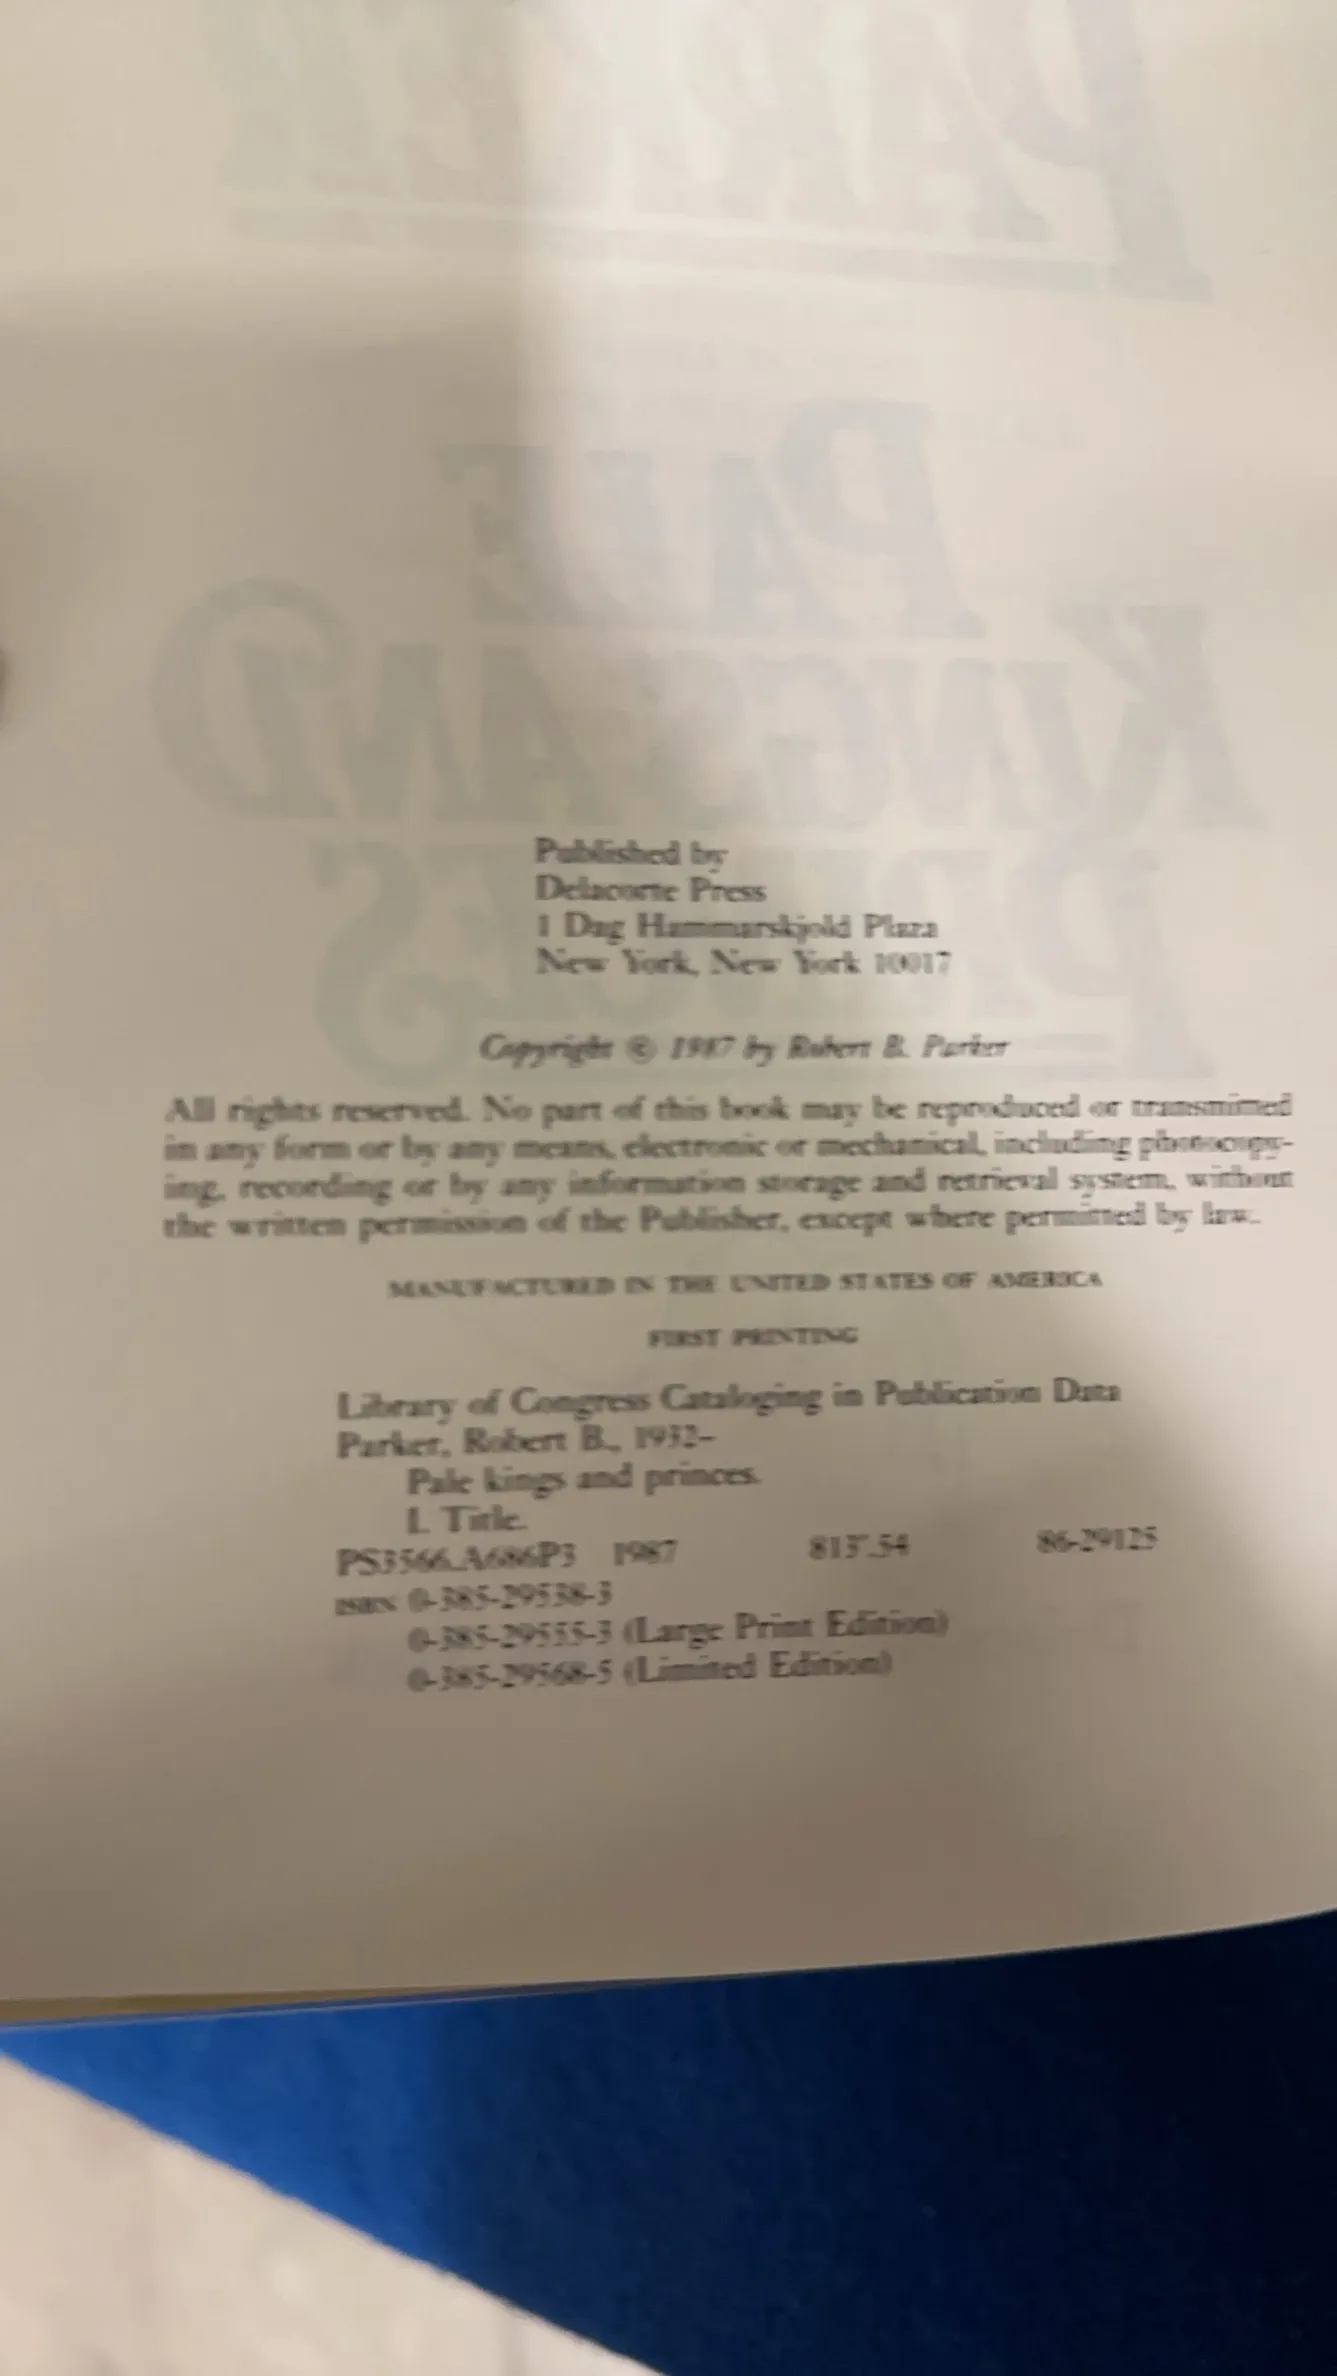 Published by
Delacorte Press
1 Dag Hammarskjold Plaza
New York, New York 10017
Copyright © 1987 by Robert B. Parker
All rights reserved. No part of this book may be reproduced or transmitted
in any form or by any means, electronic or mechanical, including photocopy-
ing, recording or by any information storage and retrieval system, without
the written permission of the Publisher, except where permitted by law.
MANUFACTURED IN THE UNITED STATES OF AMERICA
FIRST PRINTING
Library of Congress Cataloging in Publication Data
Parker, Robert B., 1932–
Pale kings and princes.
I. Title.
PS3566.A686P3 1987 813'.54 86-29125
ISBN 0-385-29538-3
0-385-29555-3 (Large Print Edition)
0-385-29568-5 (Limited Edition)